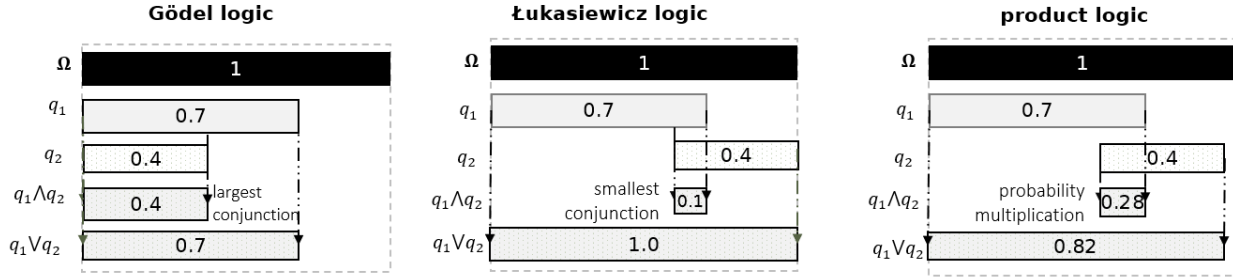 Gödel logic
Ω
1
q₁
0.7
q₂
0.4
q₁⋀q₂
0.4
largest
conjunction
q₁⋁q₂
0.7
Łukasiewicz logic
Ω
1
q₁
0.7
q₂
0.4
q₁⋀q₂
smallest
conjunction
0.1
q₁⋁q₂
1.0
product logic
Ω
1
q₁
0.7
q₂
0.4
q₁⋀q₂
probability
multiplication
0.28
q₁⋁q₂
0.82